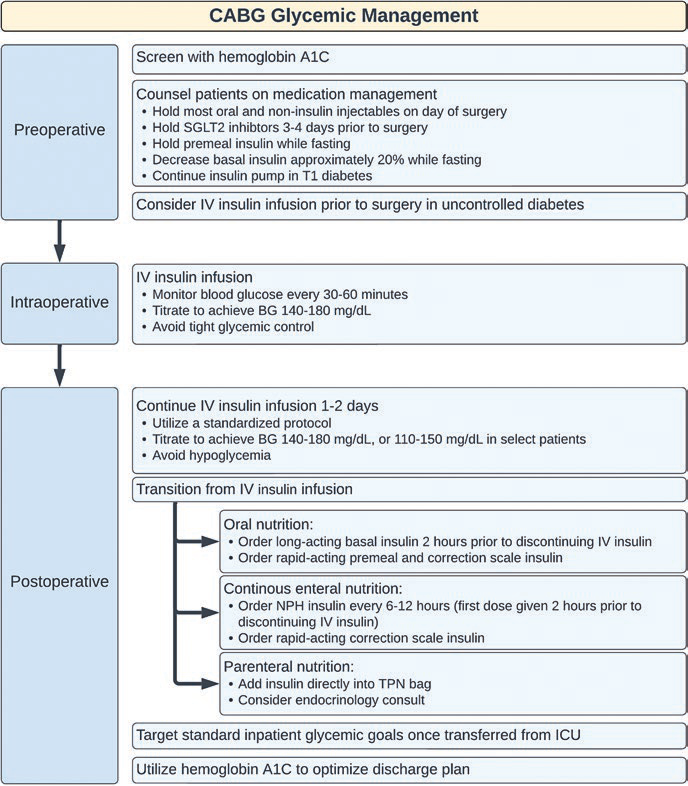 CABG Glycemic Management
Preoperative
Screen with hemoglobin A1C
Counsel patients on medication management
• Hold most oral and non-insulin injectables on day of surgery
• Hold SGLT2 inhibtors 3-4 days prior to surgery
• Hold premeal insulin while fasting
• Decrease basal insulin approximately 20% while fasting
• Continue insulin pump in T1 diabetes
Consider IV insulin infusion prior to surgery in uncontrolled diabetes
Intraoperative
IV insulin infusion
• Monitor blood glucose every 30-60 minutes
• Titrate to achieve BG 140-180 mg/dL
• Avoid tight glycemic control
Postoperative
Continue IV insulin infusion 1-2 days
• Utilize a standardized protocol
• Titrate to achieve BG 140-180 mg/dL, or 110-150 mg/dL in select patients
• Avoid hypoglycemia
Transition from IV insulin infusion
Oral nutrition:
• Order long-acting basal insulin 2 hours prior to discontinuing IV insulin
• Order rapid-acting premeal and correction scale insulin
Continous enteral nutrition:
• Order NPH insulin every 6-12 hours (first dose given 2 hours prior to
discontinuing IV insulin)
• Order rapid-acting correction scale insulin
Parenteral nutrition:
• Add insulin directly into TPN bag
• Consider endocrinology consult
Target standard inpatient glycemic goals once transferred from ICU
Utilize hemoglobin A1C to optimize discharge plan